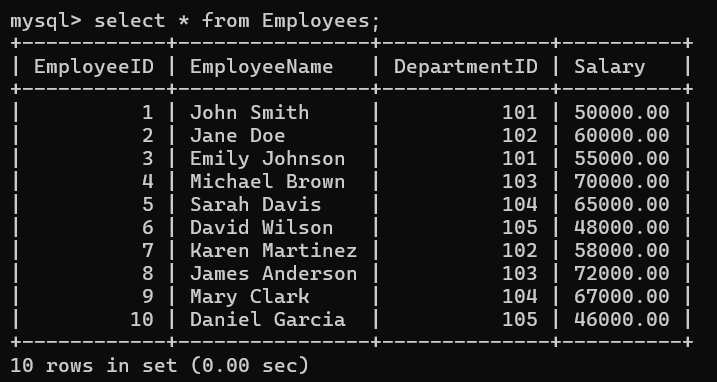 mysql> select * from Employees;
+------------+----------------+--------------+----------+
| EmployeeID | EmployeeName   | DepartmentID | Salary   |
+------------+----------------+--------------+----------+
|          1 | John Smith     |          101 | 50000.00 |
|          2 | Jane Doe       |          102 | 60000.00 |
|          3 | Emily Johnson  |          101 | 55000.00 |
|          4 | Michael Brown  |          103 | 70000.00 |
|          5 | Sarah Davis    |          104 | 65000.00 |
|          6 | David Wilson   |          105 | 48000.00 |
|          7 | Karen Martinez |          102 | 58000.00 |
|          8 | James Anderson |          103 | 72000.00 |
|          9 | Mary Clark     |          104 | 67000.00 |
|         10 | Daniel Garcia  |          105 | 46000.00 |
+------------+----------------+--------------+----------+
10 rows in set (0.00 sec)